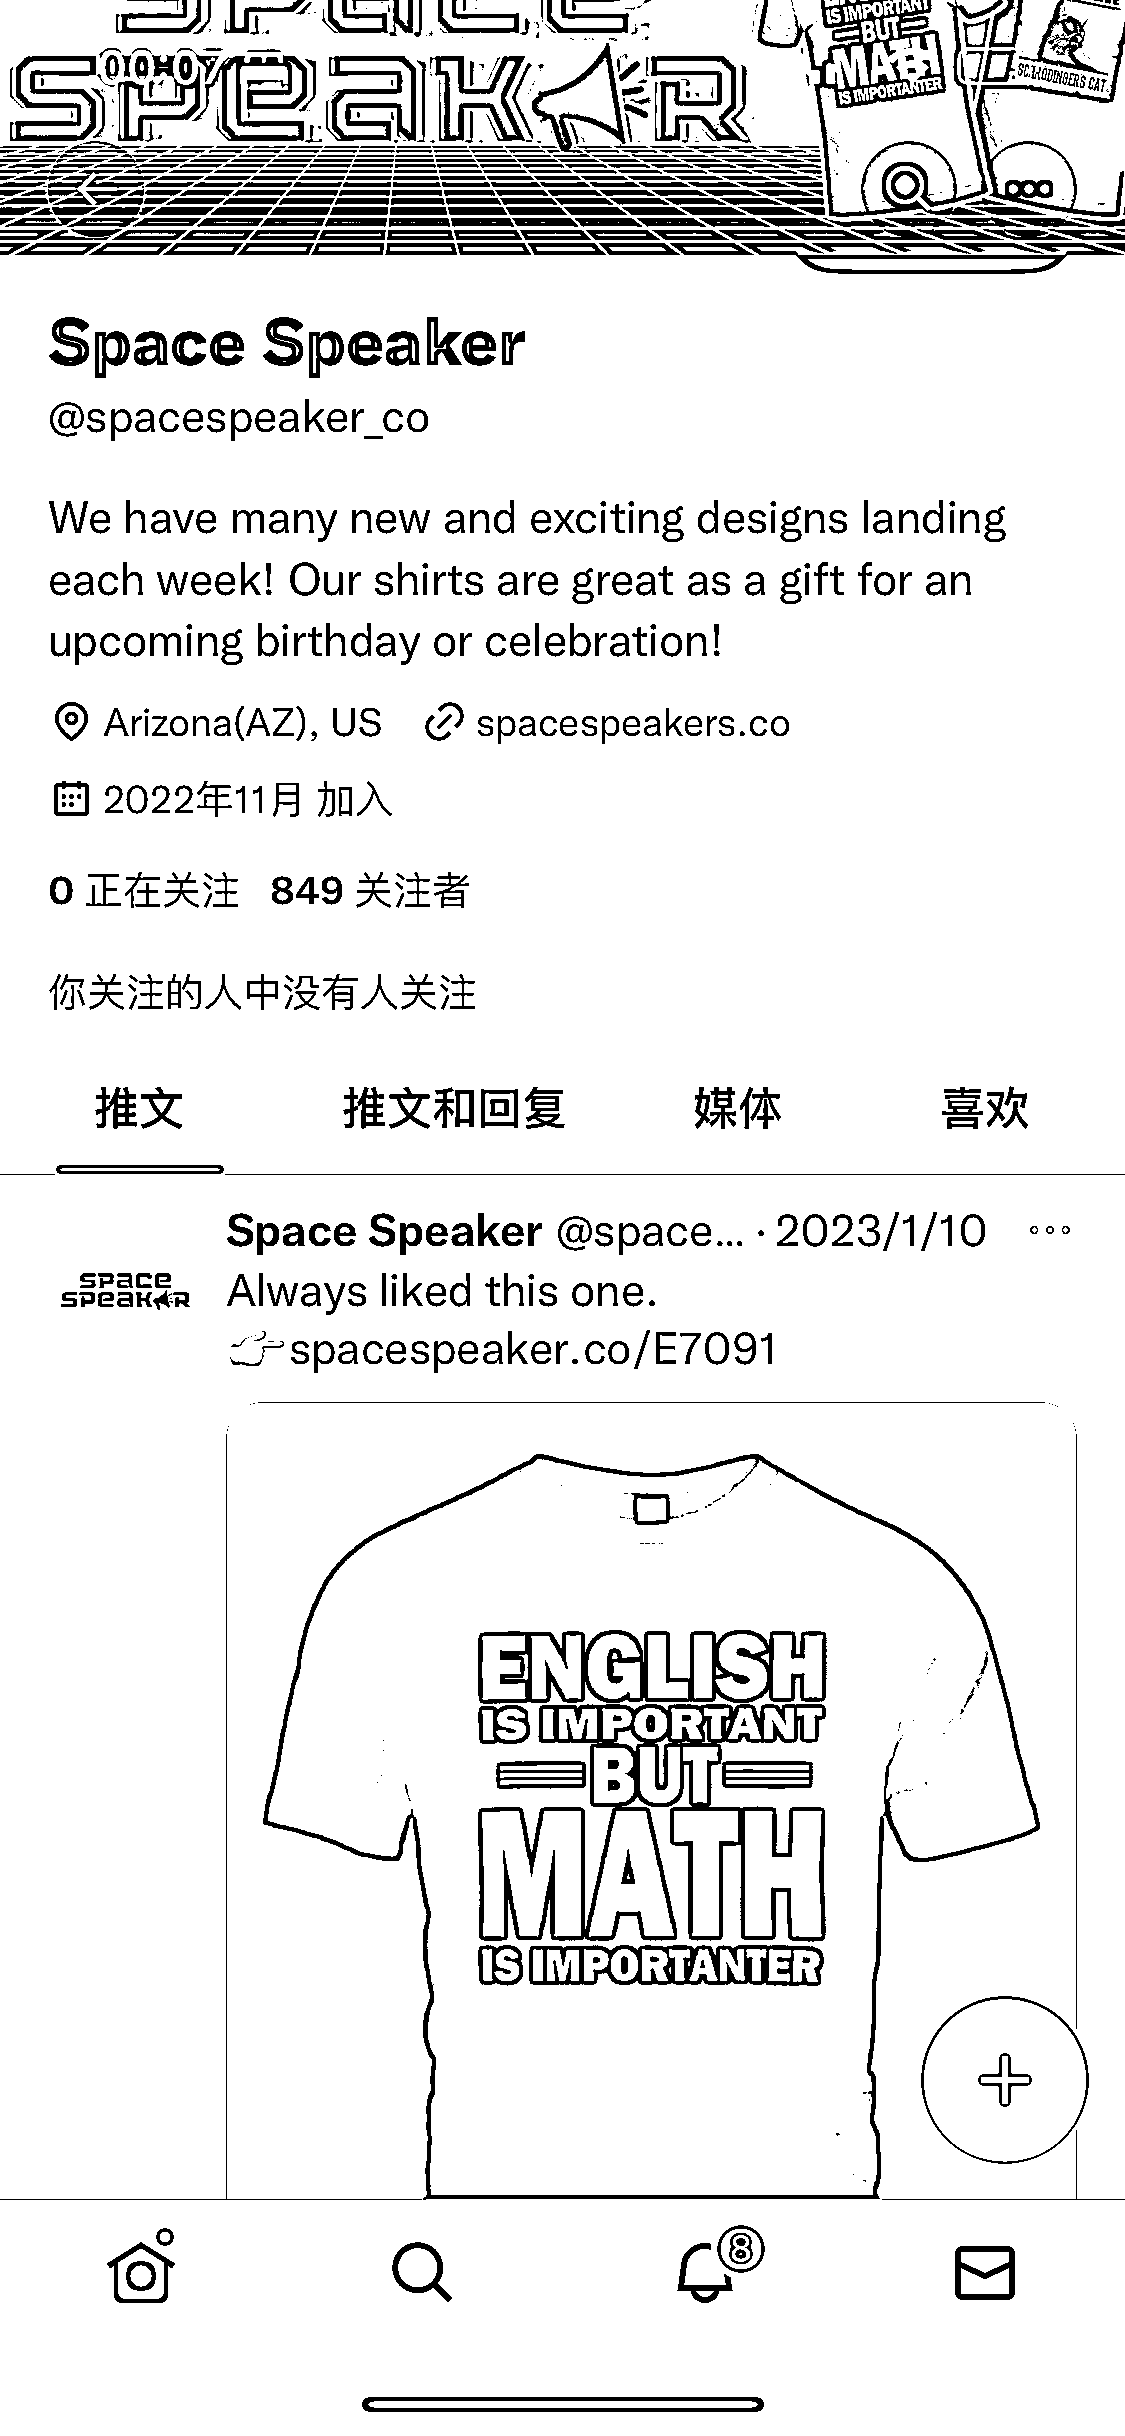 speaker
00:07
IS IMPORTANT
BUT
MATH
IS IMPORTANTER
SCHRODINGERS CAT
Space Speaker
@spacespeaker_co
We have many new and exciting designs landing
each week! Our shirts are great as a gift for an
upcoming birthday or celebration!
Arizona(AZ), US spacespeakers.co
2022年11月 加入
0 正在关注 849 关注者
你关注的人中没有人关注
推文 推文和回复 媒体 喜欢
Space Speaker @space... · 2023/1/10
space
speaker
Always liked this one.
👉spacespeaker.co/E7091
ENGLISH
IS IMPORTANT
BUT
MATH
IS IMPORTANTER
8